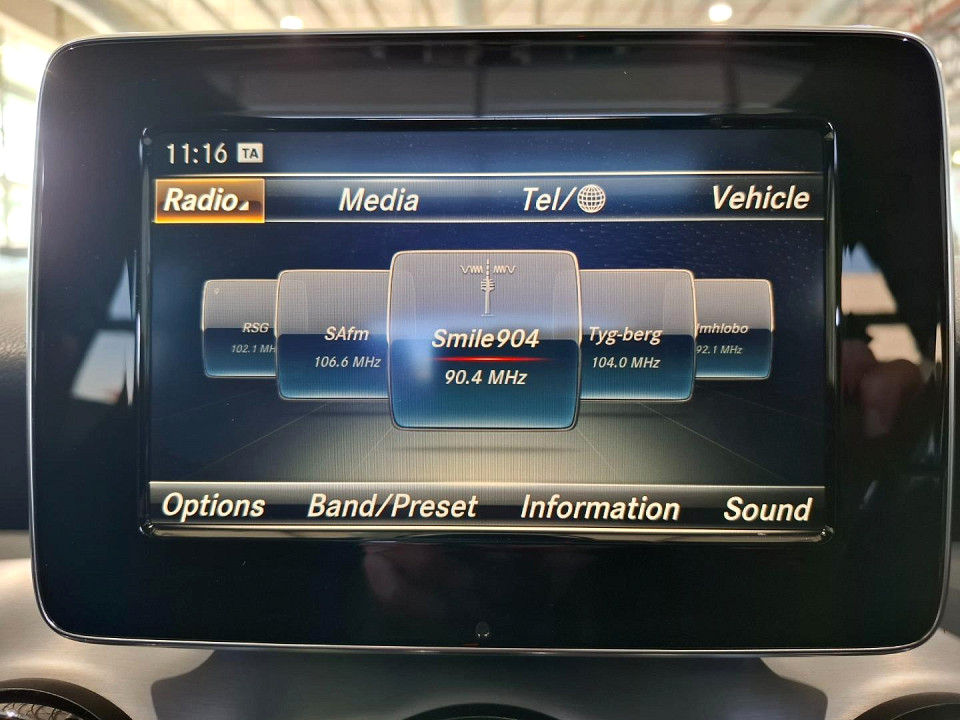 11:16 TA
Radio Media Tel/ Vehicle
RSG
102.1 MH
SAfm
106.6 MHz
Smile904
90.4 MHz
Tyg-berg
104.0 MHz
mhlobo
92.1 MHz
Options Band/Preset Information Sound